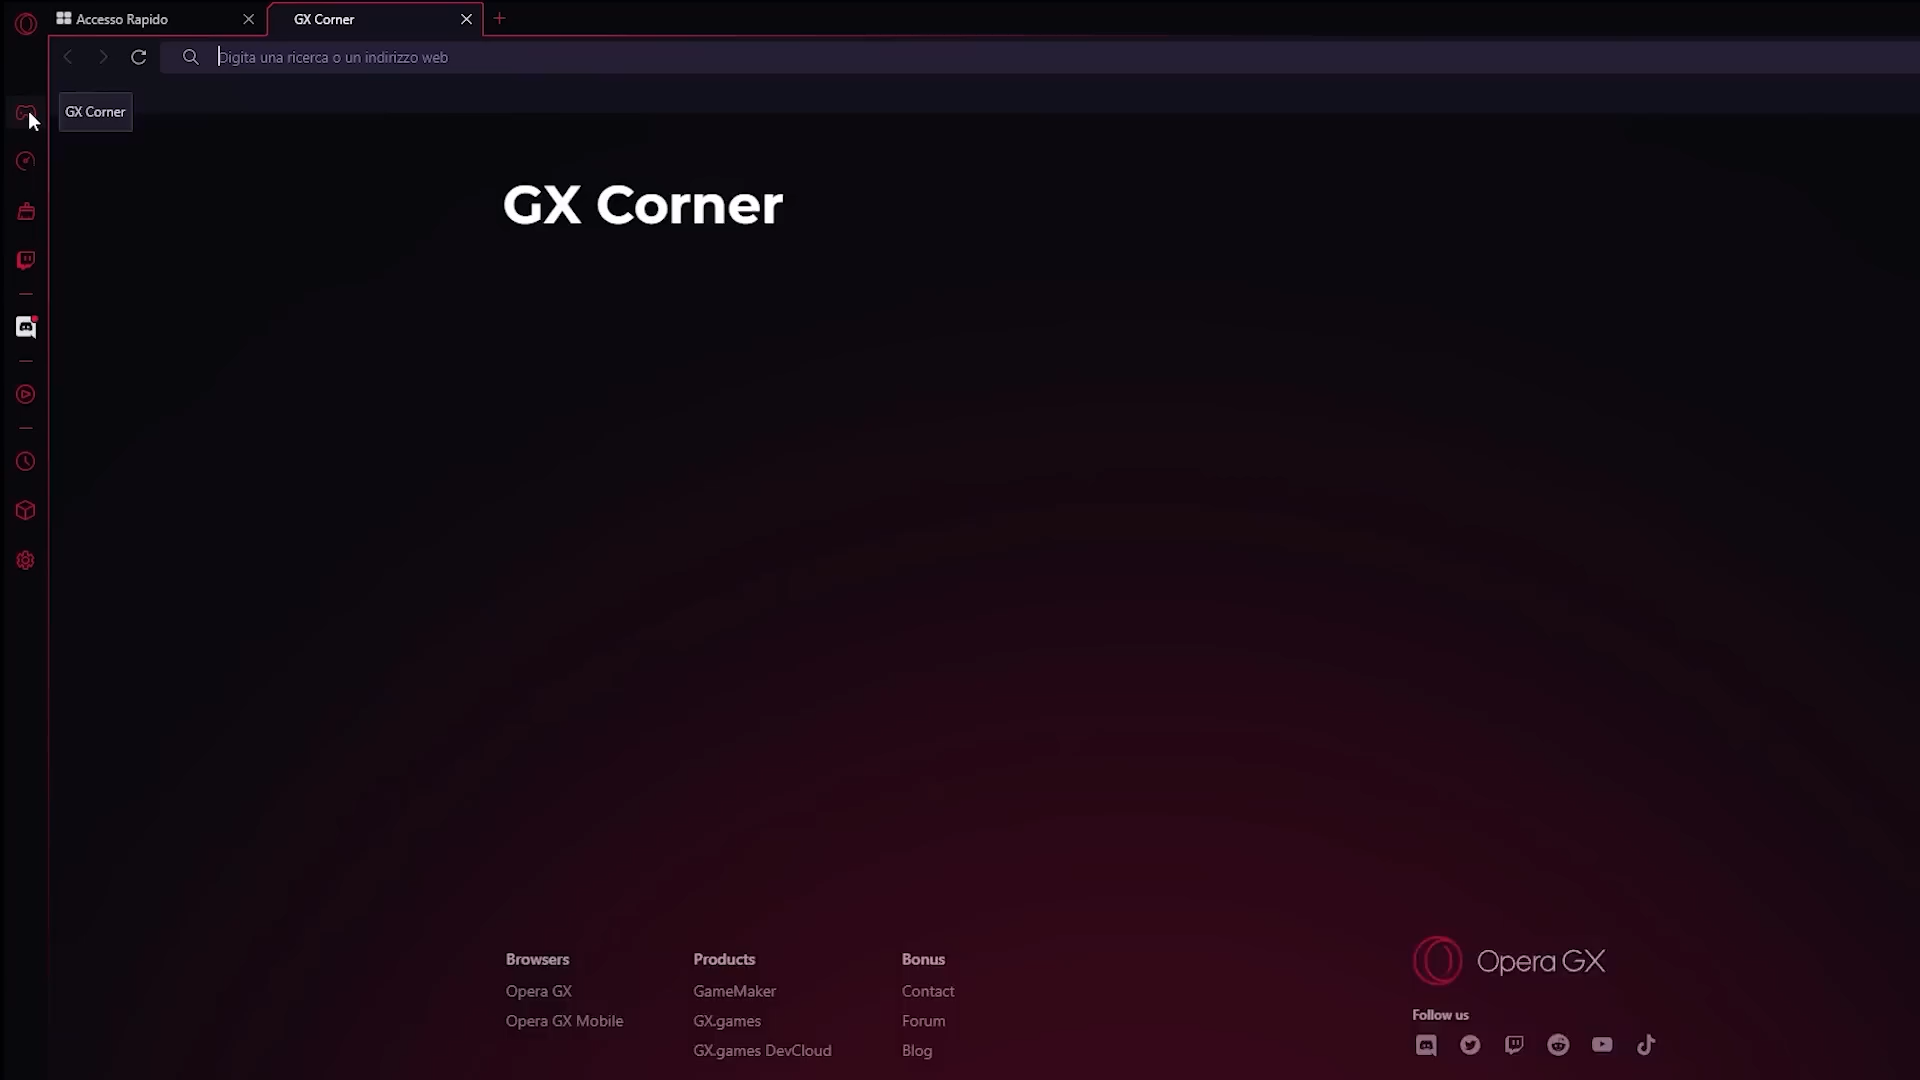 Accesso Rapido
GX Corner
Digita una ricerca o un indirizzo web
GX Corner
GX Corner
Browsers
Opera GX
Opera GX Mobile
Products
GameMaker
GX.games
GX.games DevCloud
Bonus
Contact
Forum
Blog
Opera GX
Follow us